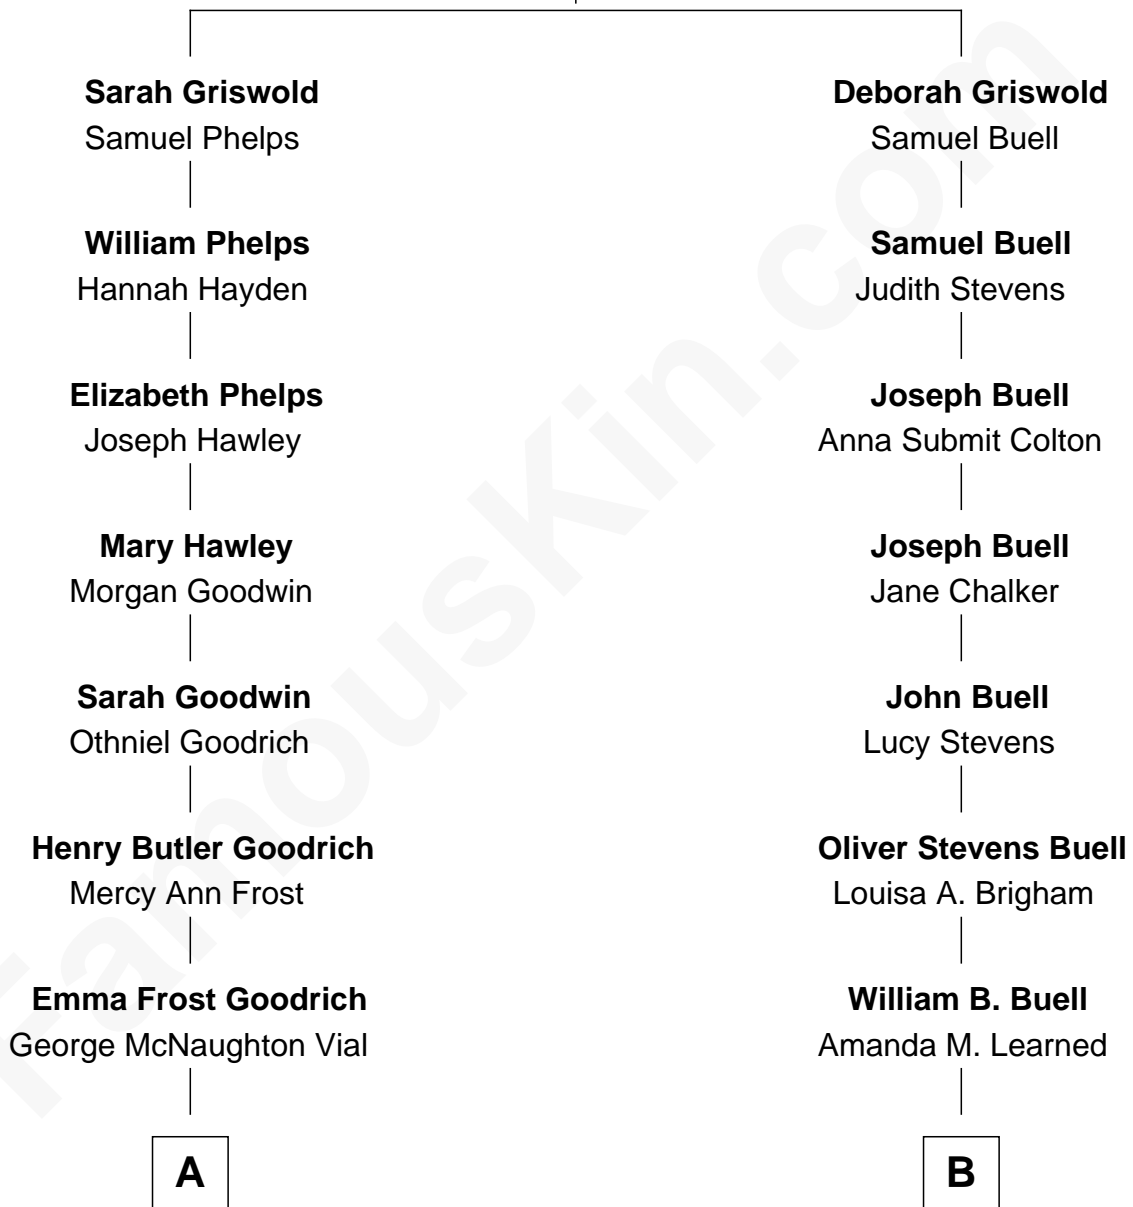 Sarah Griswold
Samuel Phelps
William Phelps
Hannah Hayden
Elizabeth Phelps
Joseph Hawley
Mary Hawley
Morgan Goodwin
Sarah Goodwin
Othniel Goodrich
Henry Butler Goodrich
Mercy Ann Frost
Emma Frost Goodrich
George McNaughton Vial
A
Deborah Griswold
Samuel Buell
Samuel Buell
Judith Stevens
Joseph Buell
Anna Submit Colton
Joseph Buell
Jane Chalker
John Buell
Lucy Stevens
Oliver Stevens Buell
Louisa A. Brigham
William B. Buell
Amanda M. Learned
B
FamousKin.com